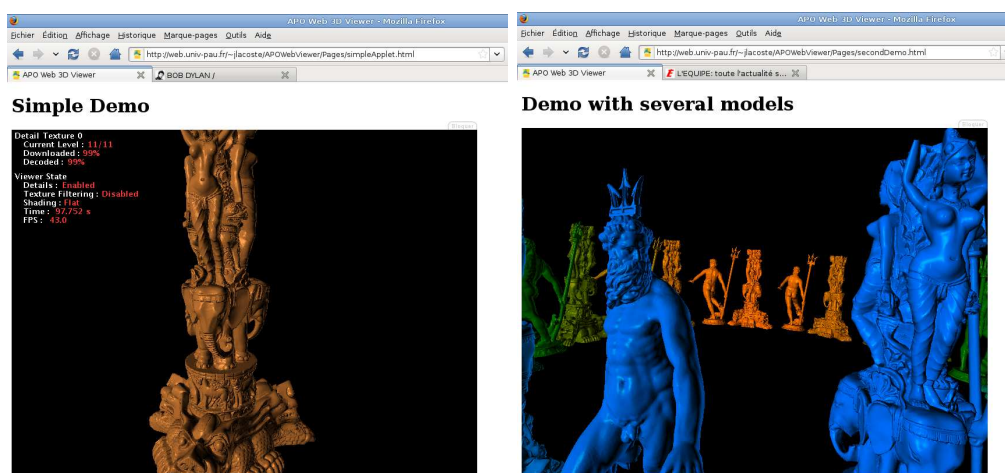 APO Web 3D Viewer - Mozilla Firefox
Fichier Édition Affichage Historique Marque-pages Outils Aide
http://web.univ-pau.fr/~jlacoste/APOWebViewer/Pages/simpleApplet.html
APO Web 3D Viewer
BOB DYLAN /
Simple Demo
Bloquer
Detail Texture 0
Current Level : 11/11
Downloaded : 99%
Decoded : 99%
Viewer State
Details : Enabled
Texture Filtering : Disabled
Shading : Flat
Time : 97.752 s
FPS : 43.0
APO Web 3D Viewer - Mozilla Firefox
Fichier Édition Affichage Historique Marque-pages Outils Aide
http://web.univ-pau.fr/~jlacoste/APOWebViewer/Pages/secondDemo.html
APO Web 3D Viewer
L'EQUIPE: toute l'actualité s...
Demo with several models
Bloquer